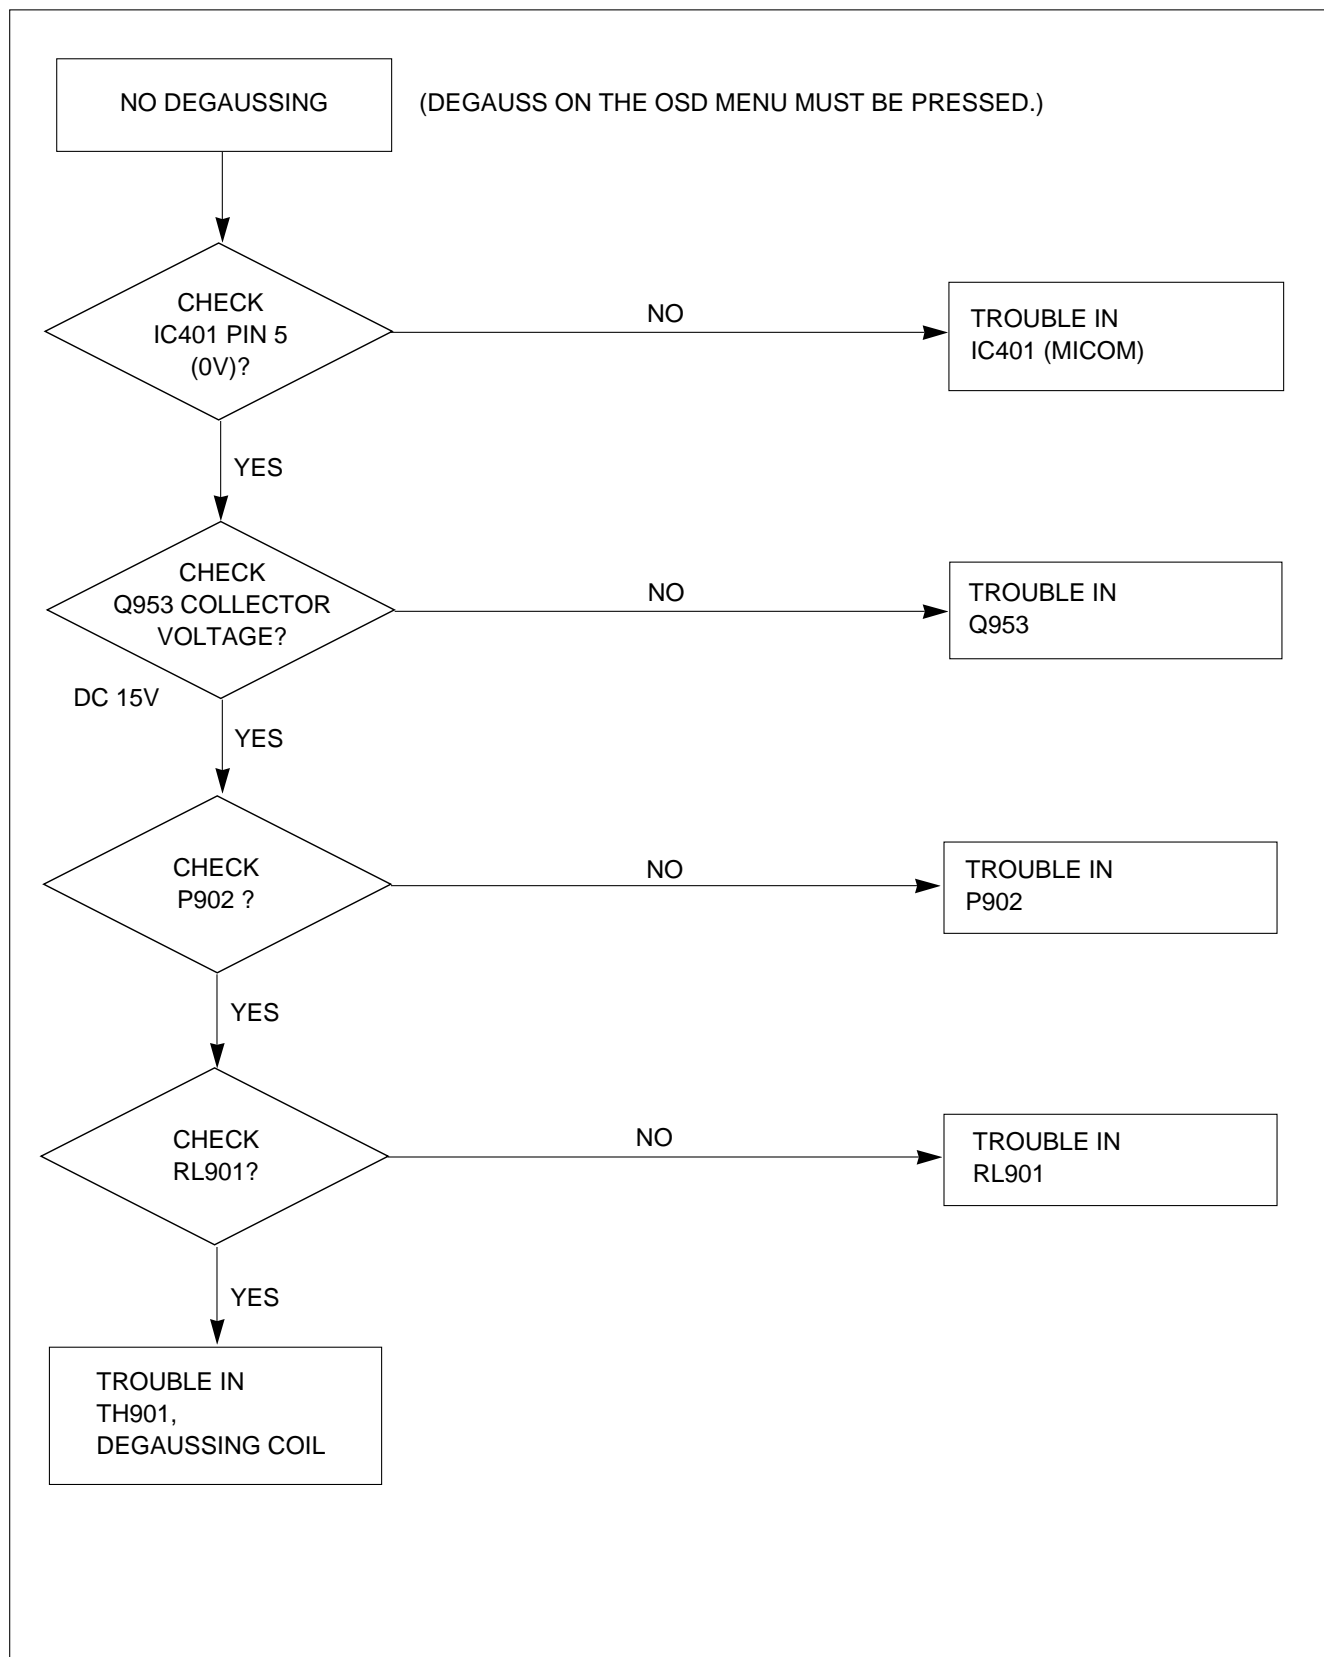 NO DEGAUSSING
(DEGAUSS ON THE OSD MENU MUST BE PRESSED.)
CHECK
IC401 PIN 5
(0V)?
NO
TROUBLE IN
IC401 (MICOM)
YES
CHECK
Q953 COLLECTOR
VOLTAGE?
NO
TROUBLE IN
Q953
DC 15V
YES
CHECK
P902 ?
NO
TROUBLE IN
P902
YES
CHECK
RL901?
NO
TROUBLE IN
RL901
YES
TROUBLE IN
TH901,
DEGAUSSING COIL